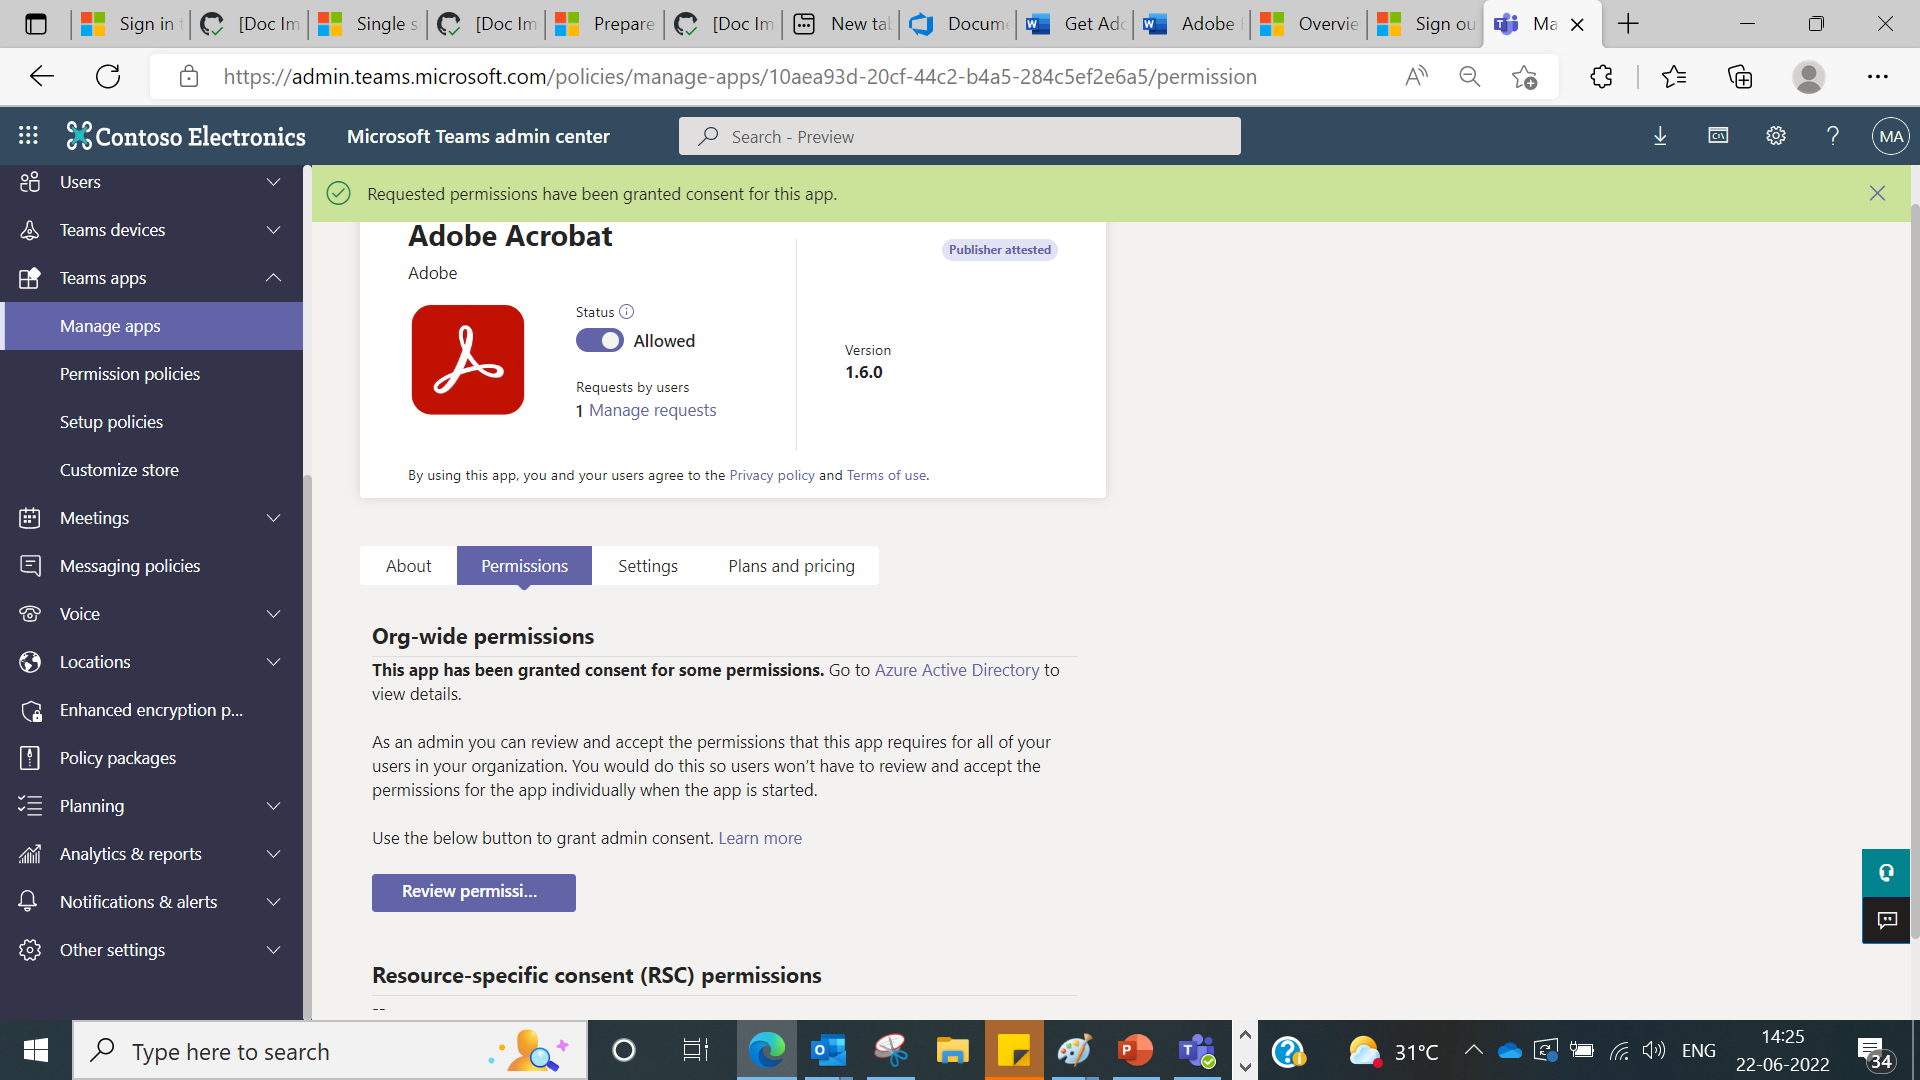 Sign in t
[Doc Im
Single s
[Doc Im
Prepare
[Doc Im
New tab
Docume
Get Ado
Adobe
Overvie
Sign ou
Ma
https://admin.teams.microsoft.com/policies/manage-apps/10aea93d-20cf-44c2-b4a5-284c5ef2e6a5/permission
Contoso Electronics
Microsoft Teams admin center
Search - Preview
MA
Users
Teams devices
Teams apps
Manage apps
Permission policies
Setup policies
Customize store
Meetings
Messaging policies
Voice
Locations
Enhanced encryption p...
Policy packages
Planning
Analytics & reports
Notifications & alerts
Other settings
Requested permissions have been granted consent for this app.
Adobe Acrobat
Publisher attested
Adobe
Status
Allowed
Requests by users
1 Manage requests
Version
1.6.0
By using this app, you and your users agree to the Privacy policy and Terms of use.
About
Permissions
Settings
Plans and pricing
Org-wide permissions
This app has been granted consent for some permissions. Go to Azure Active Directory to
view details.
As an admin you can review and accept the permissions that this app requires for all of your
users in your organization. You would do this so users won't have to review and accept the
permissions for the app individually when the app is started.
Use the below button to grant admin consent. Learn more
Review permissi...
Resource-specific consent (RSC) permissions
--
Type here to search
31°C
ENG
14:25
22-06-2022
34